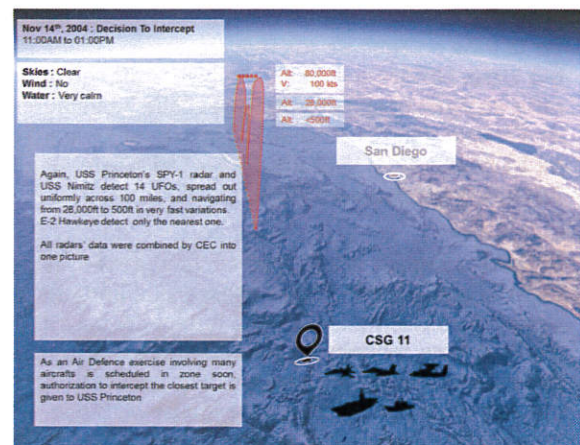 Nov 14th, 2004 : Decision To Intercept
11:00AM to 01:00PM
Skies : Clear
Wind : No
Water : Very calm
Alt: 80,000ft
V: 100 kts
Alt: 28,000ft
Alt: <500ft
San Diego
Again, USS Princeton's SPY-1 radar and
USS Nimitz detect 14 UFOs, spread out
uniformly across 100 miles, and navigating
from 28,000ft to 500ft in very fast variations.
E-2 Hawkeye detect only the nearest one.
All radars' data were combined by CEC into
one picture
CSG 11
As an Air Defence exercise involving many
aircrafts is scheduled in zone soon,
authorization to intercept the closest target is
given to USS Princeton